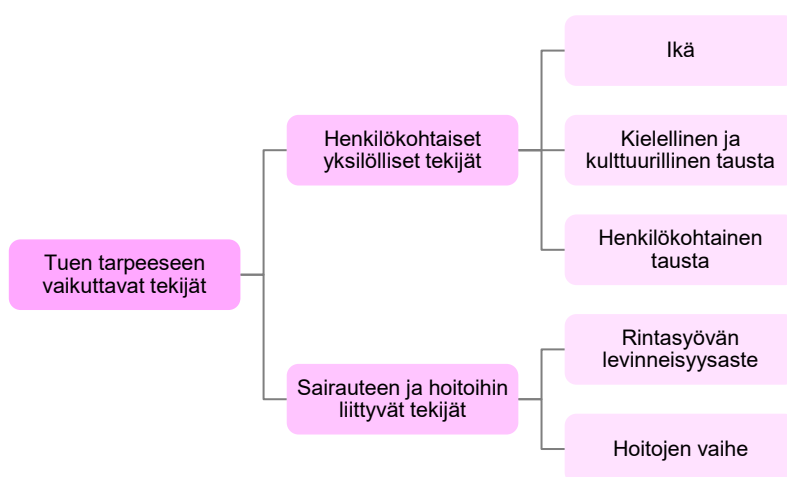 Ikä
Henkilökohtaiset
yksilölliset tekijät
Kielellinen ja
kulttuurillinen tausta
Henkilökohtainen
tausta
Tuen tarpeeseen
vaikuttavat tekijät
Rintasyövän
levinneisyysaste
Sairauteen ja hoitoihin
liittyvät tekijät
Hoitojen vaihe